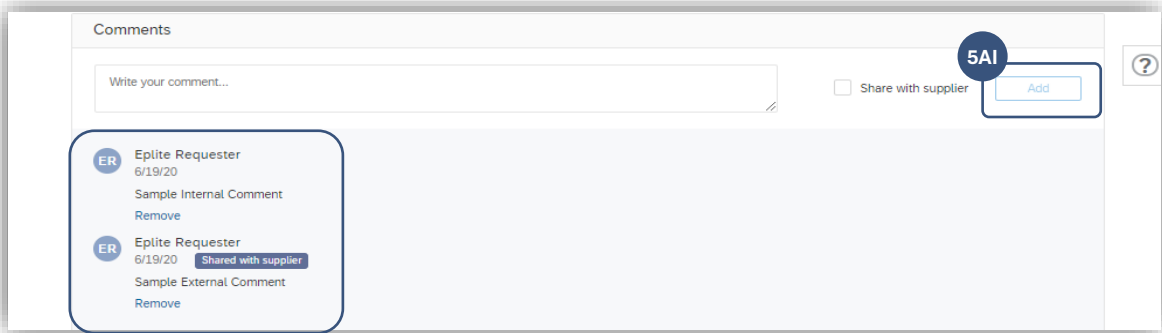 Comments
5AI
Write your comment...
Share with supplier
Add
?
ER
Eplite Requester
6/19/20
Sample Internal Comment
Remove
ER
Eplite Requester
6/19/20 Shared with supplier
Sample External Comment
Remove